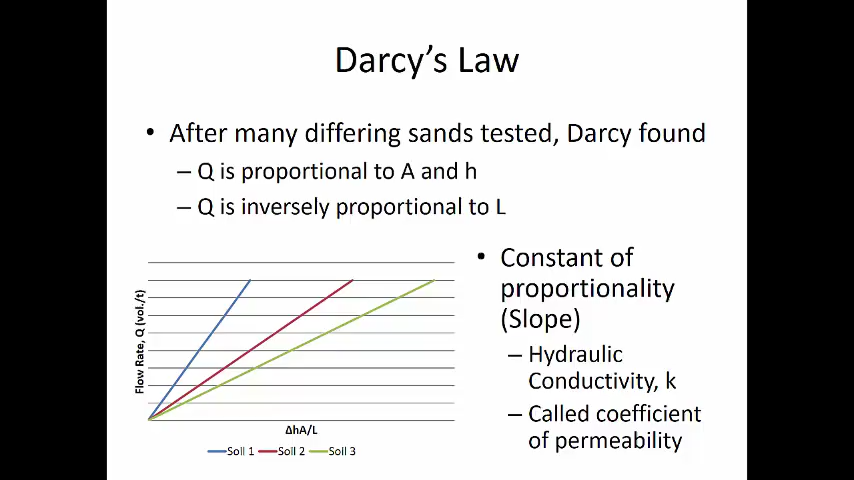 Darcy's Law
• After many differing sands tested, Darcy found
– Q is proportional to A and h
– Q is inversely proportional to L
• Constant of
proportionality
(Slope)
– Hydraulic
Conductivity, k
– Called coefficient
of permeability
Flow Rate, Q (vol./t)
ΔhA/L
Soil 1 Soil 2 Soil 3